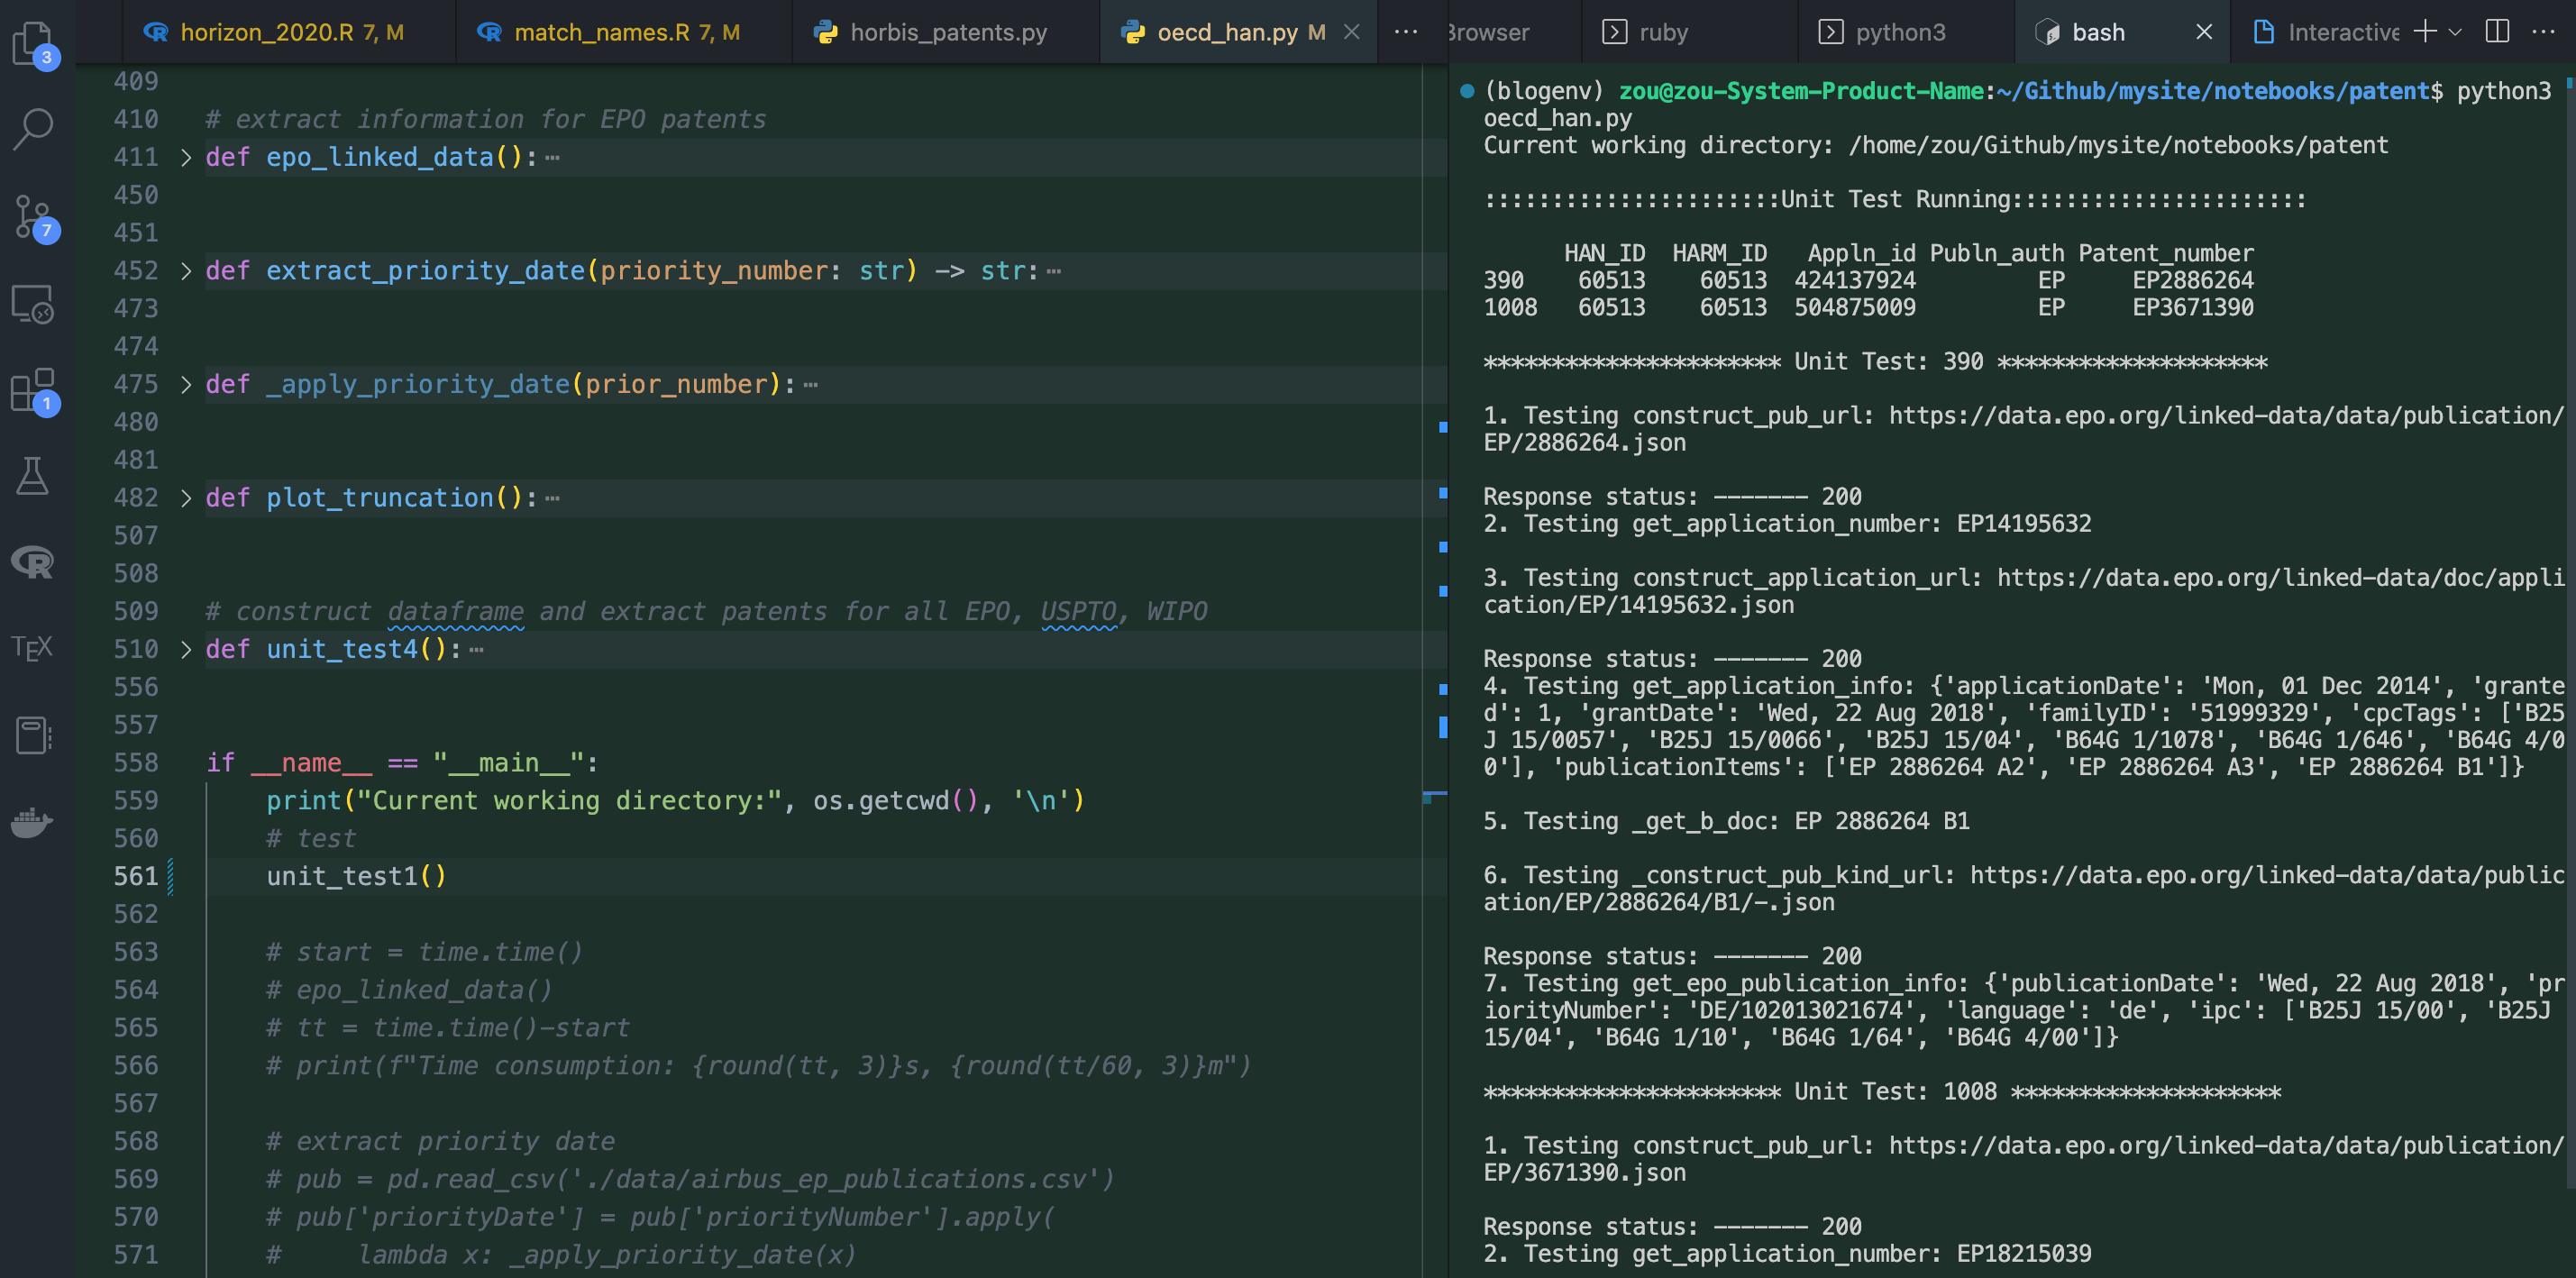 horizon_2020.R 7, M
match_names.R 7, M
horbis_patents.py
oecd_han.py M
Browser
ruby
python3
bash
Interactive
3
7
1
TEX
409
410 # extract information for EPO patents
411 def epo_linked_data():
450
451
452 def extract_priority_date(priority_number: str) -> str:
473
474
475 def _apply_priority_date(prior_number):
480
481
482 def plot_truncation():
507
508
509 # construct dataframe and extract patents for all EPO, USPTO, WIPO
510 def unit_test4():
556
557
558 if __name__ == "__main__":
559 print("Current working directory:", os.getcwd(), '\n')
560 # test
561 unit_test1()
562
563 # start = time.time()
564 # epo_linked_data()
565 # tt = time.time()-start
566 # print(f"Time consumption: {round(tt, 3)}s, {round(tt/60, 3)}m")
567
568 # extract priority date
569 # pub = pd.read_csv('./data/airbus_ep_publications.csv')
570 # pub['priorityDate'] = pub['priorityNumber'].apply(
571 # lambda x: _apply_priority_date(x)
(blogenv) zou@zou-System-Product-Name:~/Github/mysite/notebooks/patent$ python3
oecd_han.py
Current working directory: /home/zou/Github/mysite/notebooks/patent
::::::::::::::::::::::Unit Test Running::::::::::::::::::::::
HAN_ID HARM_ID Appln_id Publn_auth Patent_number
390 60513 60513 424137924 EP EP2886264
1008 60513 60513 504875009 EP EP3671390
********************** Unit Test: 390 ********************
1. Testing construct_pub_url: https://data.epo.org/linked-data/data/publication/
EP/2886264.json
Response status: ------- 200
2. Testing get_application_number: EP14195632
3. Testing construct_application_url: https://data.epo.org/linked-data/doc/appli
cation/EP/14195632.json
Response status: ------- 200
4. Testing get_application_info: {'applicationDate': 'Mon, 01 Dec 2014', 'grante
d': 1, 'grantDate': 'Wed, 22 Aug 2018', 'familyID': '51999329', 'cpcTags': ['B25
J 15/0057', 'B25J 15/0066', 'B25J 15/04', 'B64G 1/1078', 'B64G 1/646', 'B64G 4/0
0'], 'publicationItems': ['EP 2886264 A2', 'EP 2886264 A3', 'EP 2886264 B1']}
5. Testing _get_b_doc: EP 2886264 B1
6. Testing _construct_pub_kind_url: https://data.epo.org/linked-data/data/public
ation/EP/2886264/B1/-.json
Response status: ------- 200
7. Testing get_epo_publication_info: {'publicationDate': 'Wed, 22 Aug 2018', 'pr
iorityNumber': 'DE/102013021674', 'language': 'de', 'ipc': ['B25J 15/00', 'B25J
15/04', 'B64G 1/10', 'B64G 1/64', 'B64G 4/00']}
********************** Unit Test: 1008 ********************
1. Testing construct_pub_url: https://data.epo.org/linked-data/data/publication/
EP/3671390.json
Response status: ------- 200
2. Testing get_application_number: EP18215039